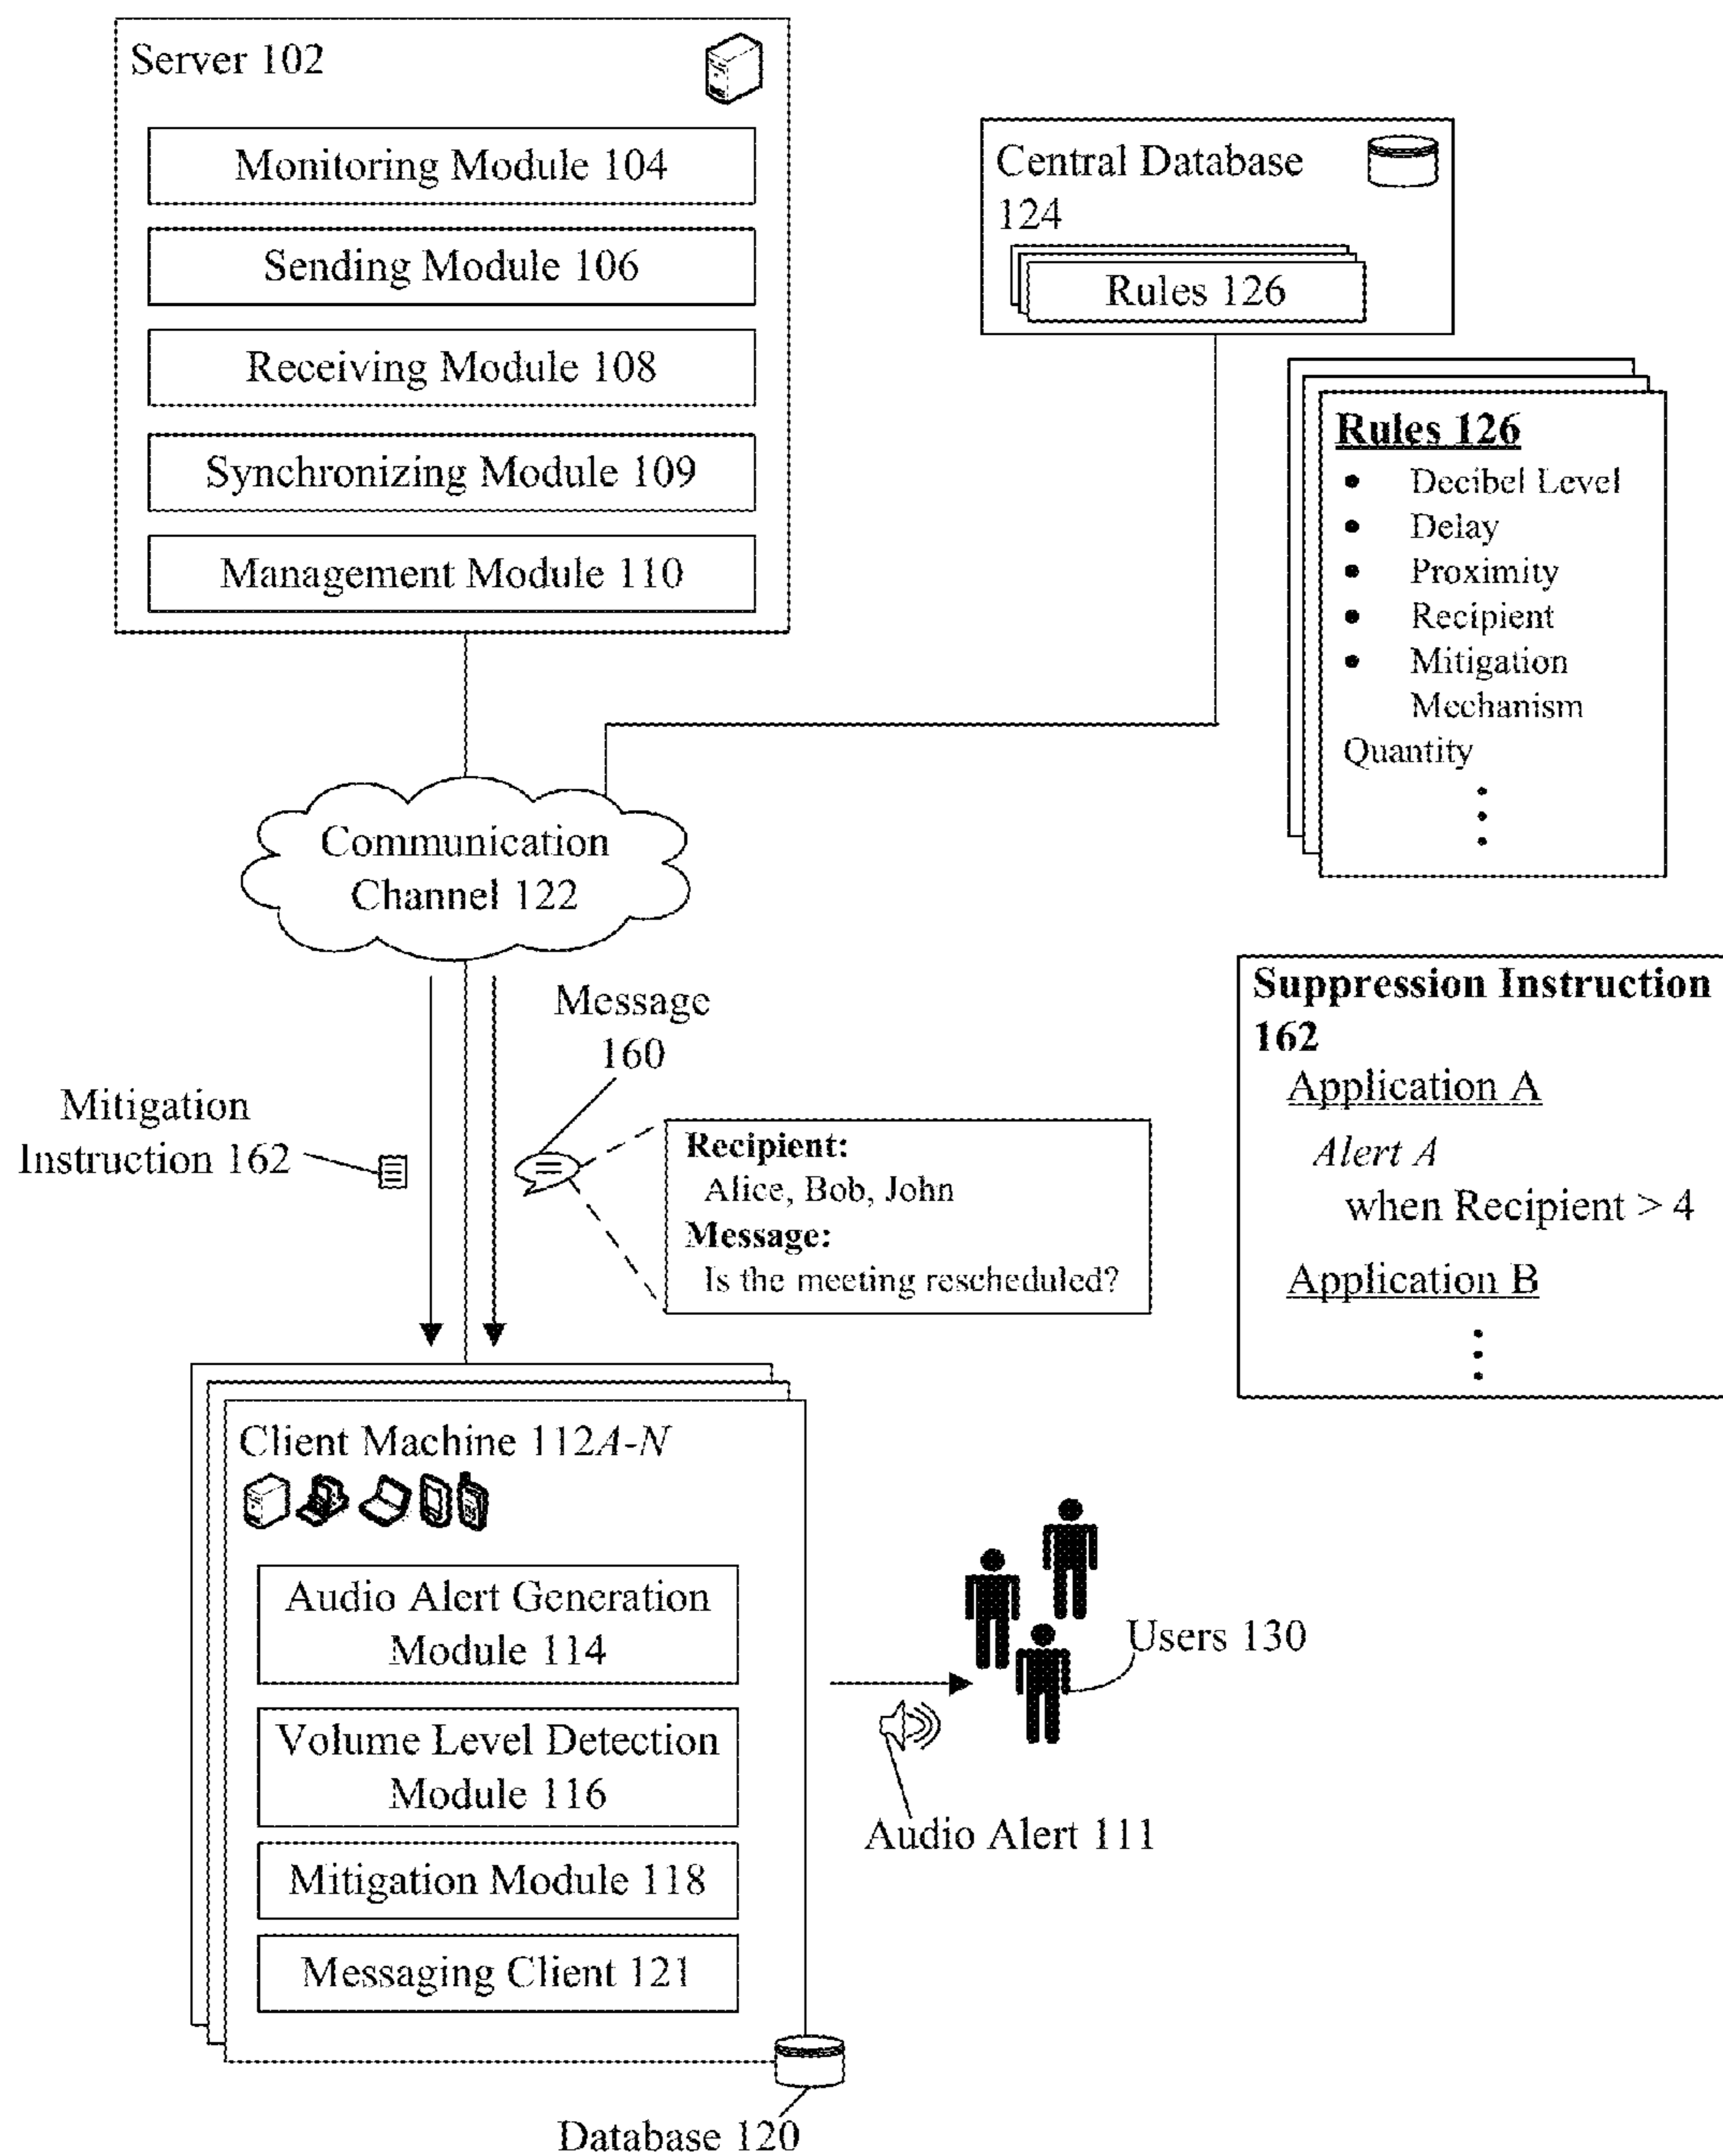 Server 102
Monitoring Module 104
Sending Module 106
Receiving Module 108
Synchronizing Module 109
Management Module 110
Central Database
124
Rules 126
Rules 126
• Decibel Level
• Delay
• Proximity
• Recipient
• Mitigation
Mechanism
Quantity
Communication
Channel 122
Message
160
Mitigation
Instruction 162
Recipient:
Alice, Bob, John
Message:
Is the meeting rescheduled?
Suppression Instruction
162
Application A
Alert A
when Recipient > 4
Application B
Client Machine 112A-N
Audio Alert Generation
Module 114
Volume Level Detection
Module 116
Mitigation Module 118
Messaging Client 121
Users 130
Audio Alert 111
Database 120